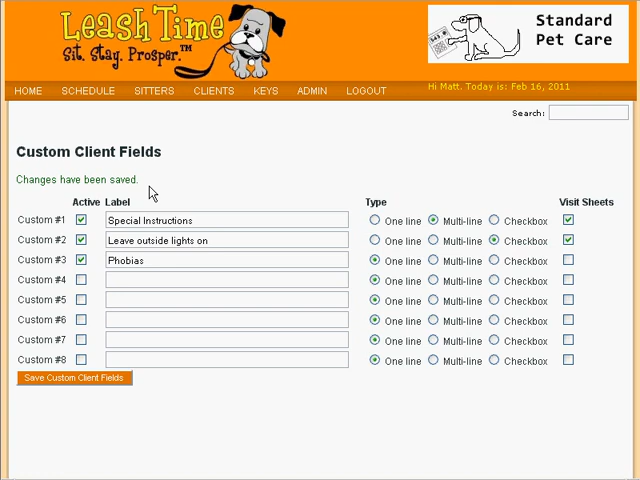 Leash Time
Sit. Stay. Prosper.™
Standard
Pet Care
HOME SCHEDULE SITTERS CLIENTS KEYS ADMIN LOGOUT
Hi Matt. Today is: Feb 16, 2011
Search:
Custom Client Fields
Changes have been saved.
Active Label Type Visit Sheets
Custom #1 Special Instructions One line Multi-line Checkbox
Custom #2 Leave outside lights on One line Multi-line Checkbox
Custom #3 Phobias One line Multi-line Checkbox
Custom #4 One line Multi-line Checkbox
Custom #5 One line Multi-line Checkbox
Custom #6 One line Multi-line Checkbox
Custom #7 One line Multi-line Checkbox
Custom #8 One line Multi-line Checkbox
Save Custom Client Fields